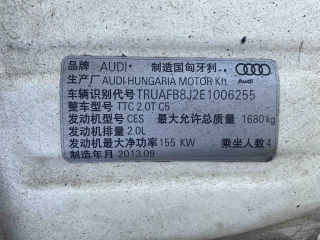 品牌 AUDI· 制造国匈牙利.
生产厂 AUDI HUNGARIA MOTOR Kft
Audi
车辆识别代号 TRUAFB8J2E1006255
整车型号 TTC 2.0T C5
发动机型号 CES 最大允许总质量 1680kg
发动机排量 2.0L
发动机最大净功率 155 KW 乘坐人数 4
制造年月 2013.09